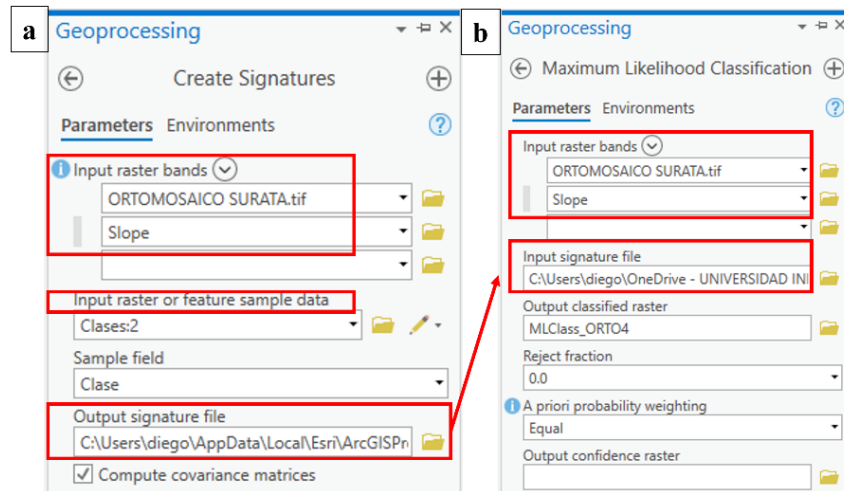 a
Geoprocessing
Create Signatures
Parameters Environments
Input raster bands
ORTOMOSAICO SURATA.tif
Slope
Input raster or feature sample data
Clases:2
Sample field
Clase
Output signature file
C:\Users\diego\AppData\Local\Esri\ArcGISPr
Compute covariance matrices
b
Geoprocessing
Maximum Likelihood Classification
Parameters Environments
Input raster bands
ORTOMOSAICO SURATA.tif
Slope
Input signature file
C:\Users\diego\OneDrive - UNIVERSIDAD INI
Output classified raster
MLClass_ORTO4
Reject fraction
0.0
A priori probability weighting
Equal
Output confidence raster